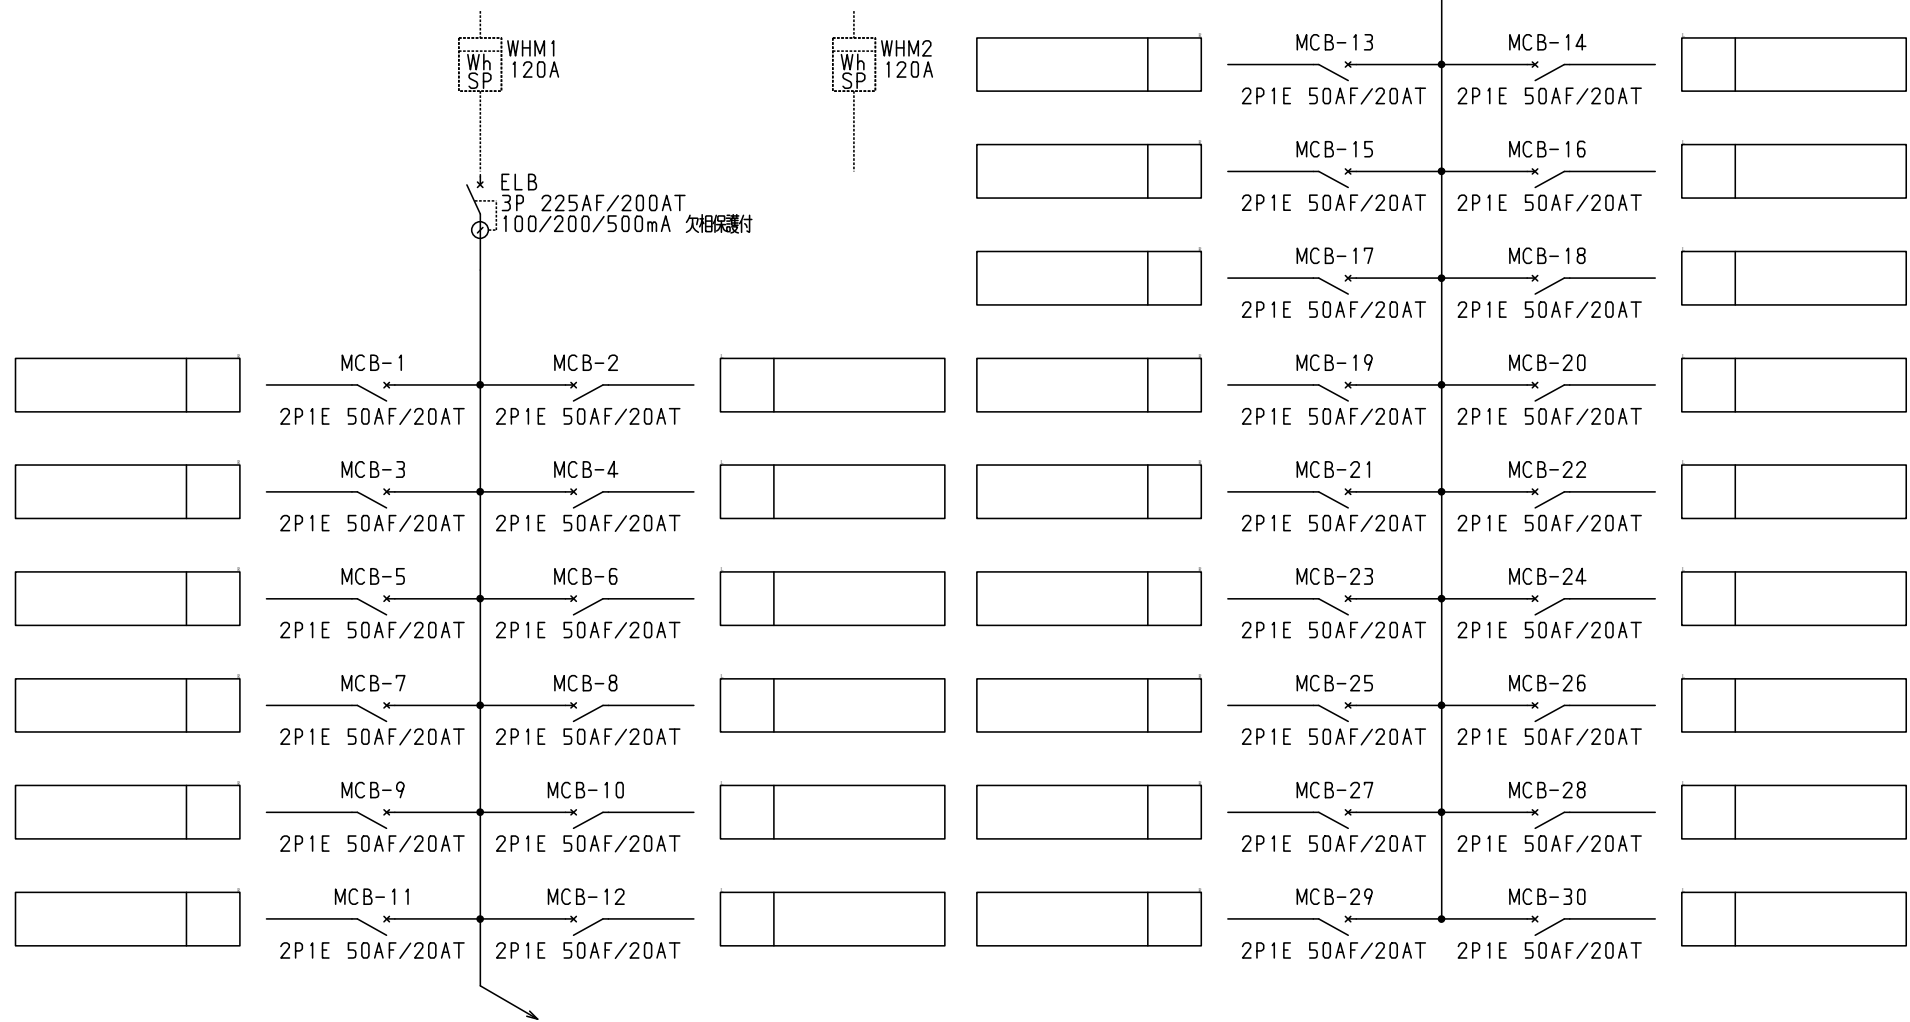 WHM1
120A
Wh
SP
WHM2
120A
Wh
SP
ELB
3P 225AF/200AT
100/200/500mA 欠相保護付
MCB-1
2P1E 50AF/20AT
MCB-2
2P1E 50AF/20AT
MCB-3
2P1E 50AF/20AT
MCB-4
2P1E 50AF/20AT
MCB-5
2P1E 50AF/20AT
MCB-6
2P1E 50AF/20AT
MCB-7
2P1E 50AF/20AT
MCB-8
2P1E 50AF/20AT
MCB-9
2P1E 50AF/20AT
MCB-10
2P1E 50AF/20AT
MCB-11
2P1E 50AF/20AT
MCB-12
2P1E 50AF/20AT
MCB-13
2P1E 50AF/20AT
MCB-14
2P1E 50AF/20AT
MCB-15
2P1E 50AF/20AT
MCB-16
2P1E 50AF/20AT
MCB-17
2P1E 50AF/20AT
MCB-18
2P1E 50AF/20AT
MCB-19
2P1E 50AF/20AT
MCB-20
2P1E 50AF/20AT
MCB-21
2P1E 50AF/20AT
MCB-22
2P1E 50AF/20AT
MCB-23
2P1E 50AF/20AT
MCB-24
2P1E 50AF/20AT
MCB-25
2P1E 50AF/20AT
MCB-26
2P1E 50AF/20AT
MCB-27
2P1E 50AF/20AT
MCB-28
2P1E 50AF/20AT
MCB-29
2P1E 50AF/20AT
MCB-30
2P1E 50AF/20AT